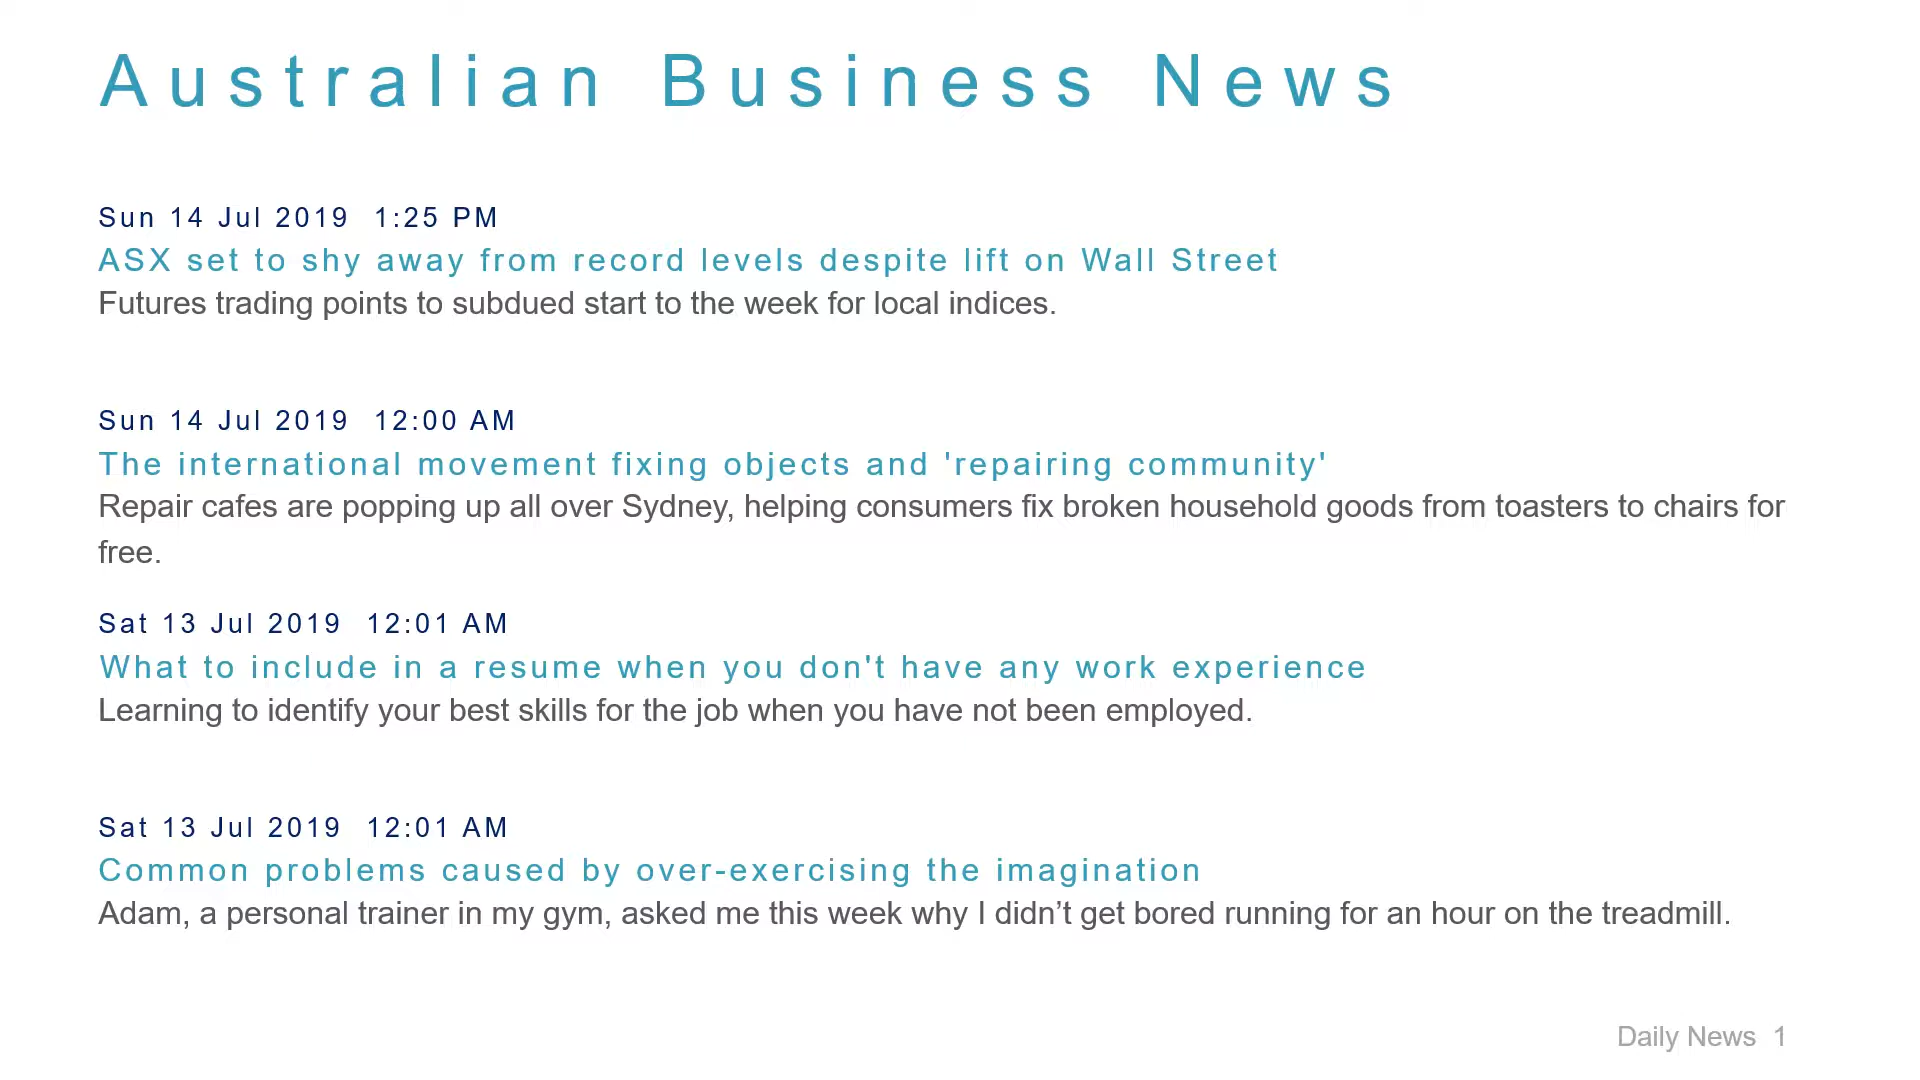 Australian Business News
Sun 14 Jul 2019  1:25 PM
ASX set to shy away from record levels despite lift on Wall Street
Futures trading points to subdued start to the week for local indices.
Sun 14 Jul 2019  12:00 AM
The international movement fixing objects and 'repairing community'
Repair cafes are popping up all over Sydney, helping consumers fix broken household goods from toasters to chairs for
free.
Sat 13 Jul 2019  12:01 AM
What to include in a resume when you don't have any work experience
Learning to identify your best skills for the job when you have not been employed.
Sat 13 Jul 2019  12:01 AM
Common problems caused by over-exercising the imagination
Adam, a personal trainer in my gym, asked me this week why I didn’t get bored running for an hour on the treadmill.
Daily News  1